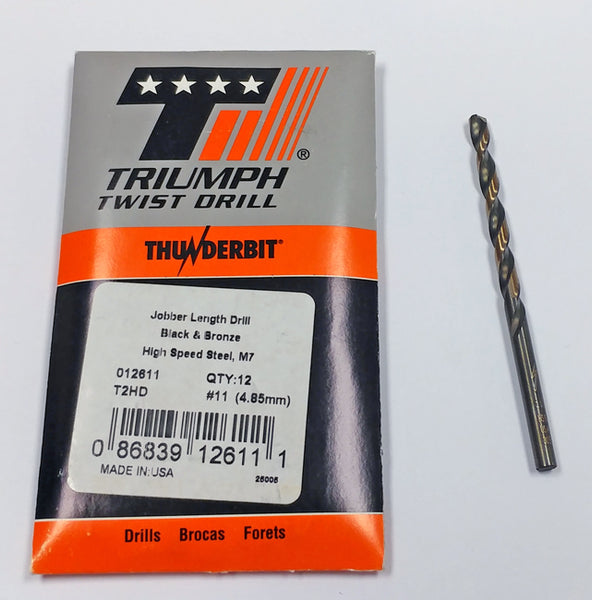 T
®
TRIUMPH
TWIST DRILL
THUNDERBIT®
Jobber Length Drill
Black & Bronze
High Speed Steel, M7
012611 QTY:12
T2HD #11 (4.85mm)
0 86839 12611 1
MADE IN:USA 25005
Drills Brocas Forets